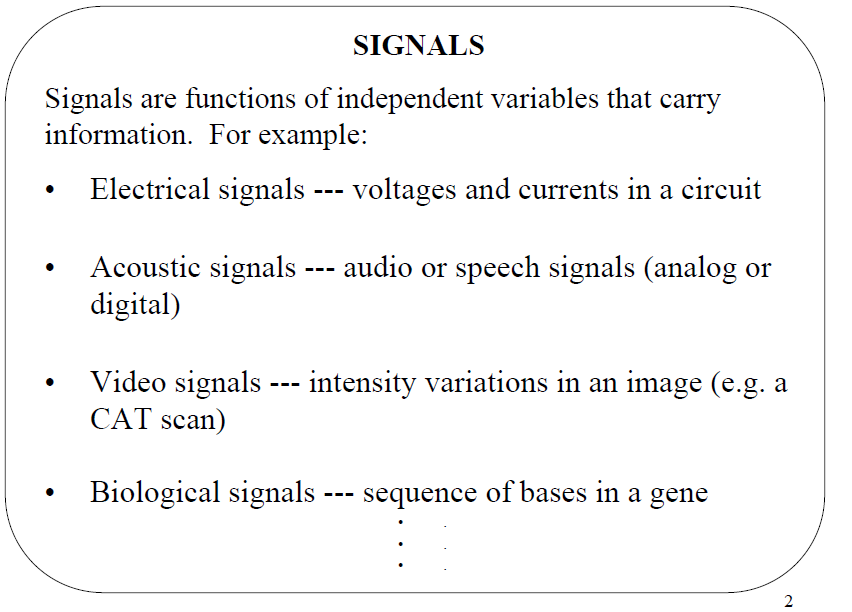 SIGNALS
Signals are functions of independent variables that carry
information.  For example:
• Electrical signals --- voltages and currents in a circuit
• Acoustic signals --- audio or speech signals (analog or
digital)
• Video signals --- intensity variations in an image (e.g. a
CAT scan)
• Biological signals --- sequence of bases in a gene
. .
. .
. .
2